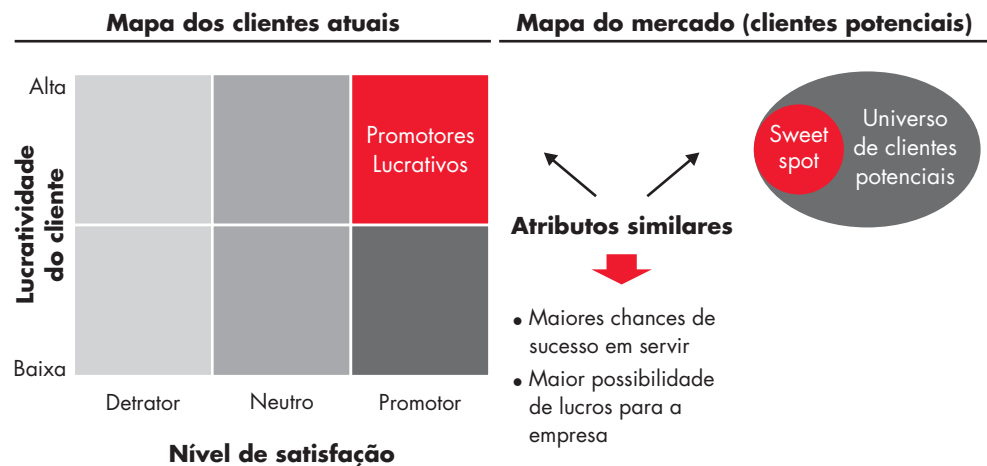 Mapa dos clientes atuais
Alta
Promotores
Lucrativos
Lucratividade
do cliente
Baixa
Detrator
Neutro
Promotor
Nível de satisfação
Mapa do mercado (clientes potenciais)
Sweet
spot
Universo
de clientes
potenciais
Atributos similares
• Maiores chances de
sucesso em servir
• Maior possibilidade
de lucros para a
empresa